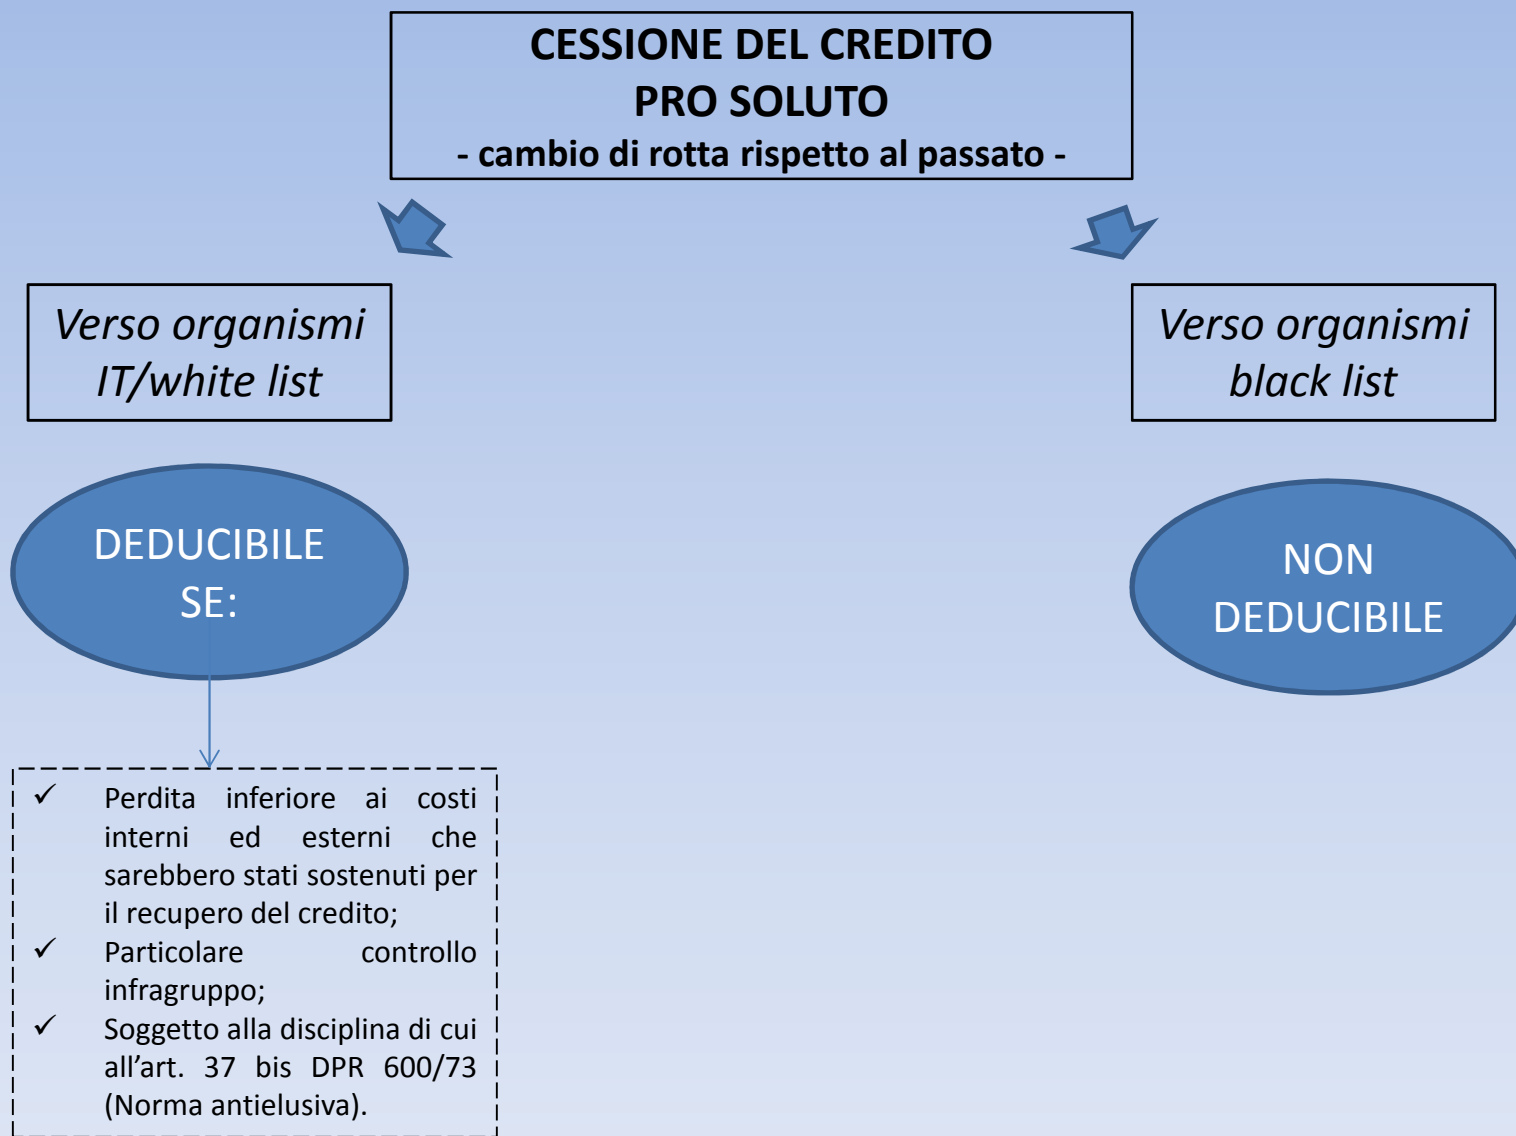 CESSIONE DEL CREDITO
PRO SOLUTO
- cambio di rotta rispetto al passato -
Verso organismi
IT/white list
Verso organismi
black list
DEDUCIBILE
SE:
NON
DEDUCIBILE
✓ Perdita inferiore ai costi
interni ed esterni che
sarebbero stati sostenuti per
il recupero del credito;
✓ Particolare controllo
infragruppo;
✓ Soggetto alla disciplina di cui
all'art. 37 bis DPR 600/73
(Norma antielusiva).